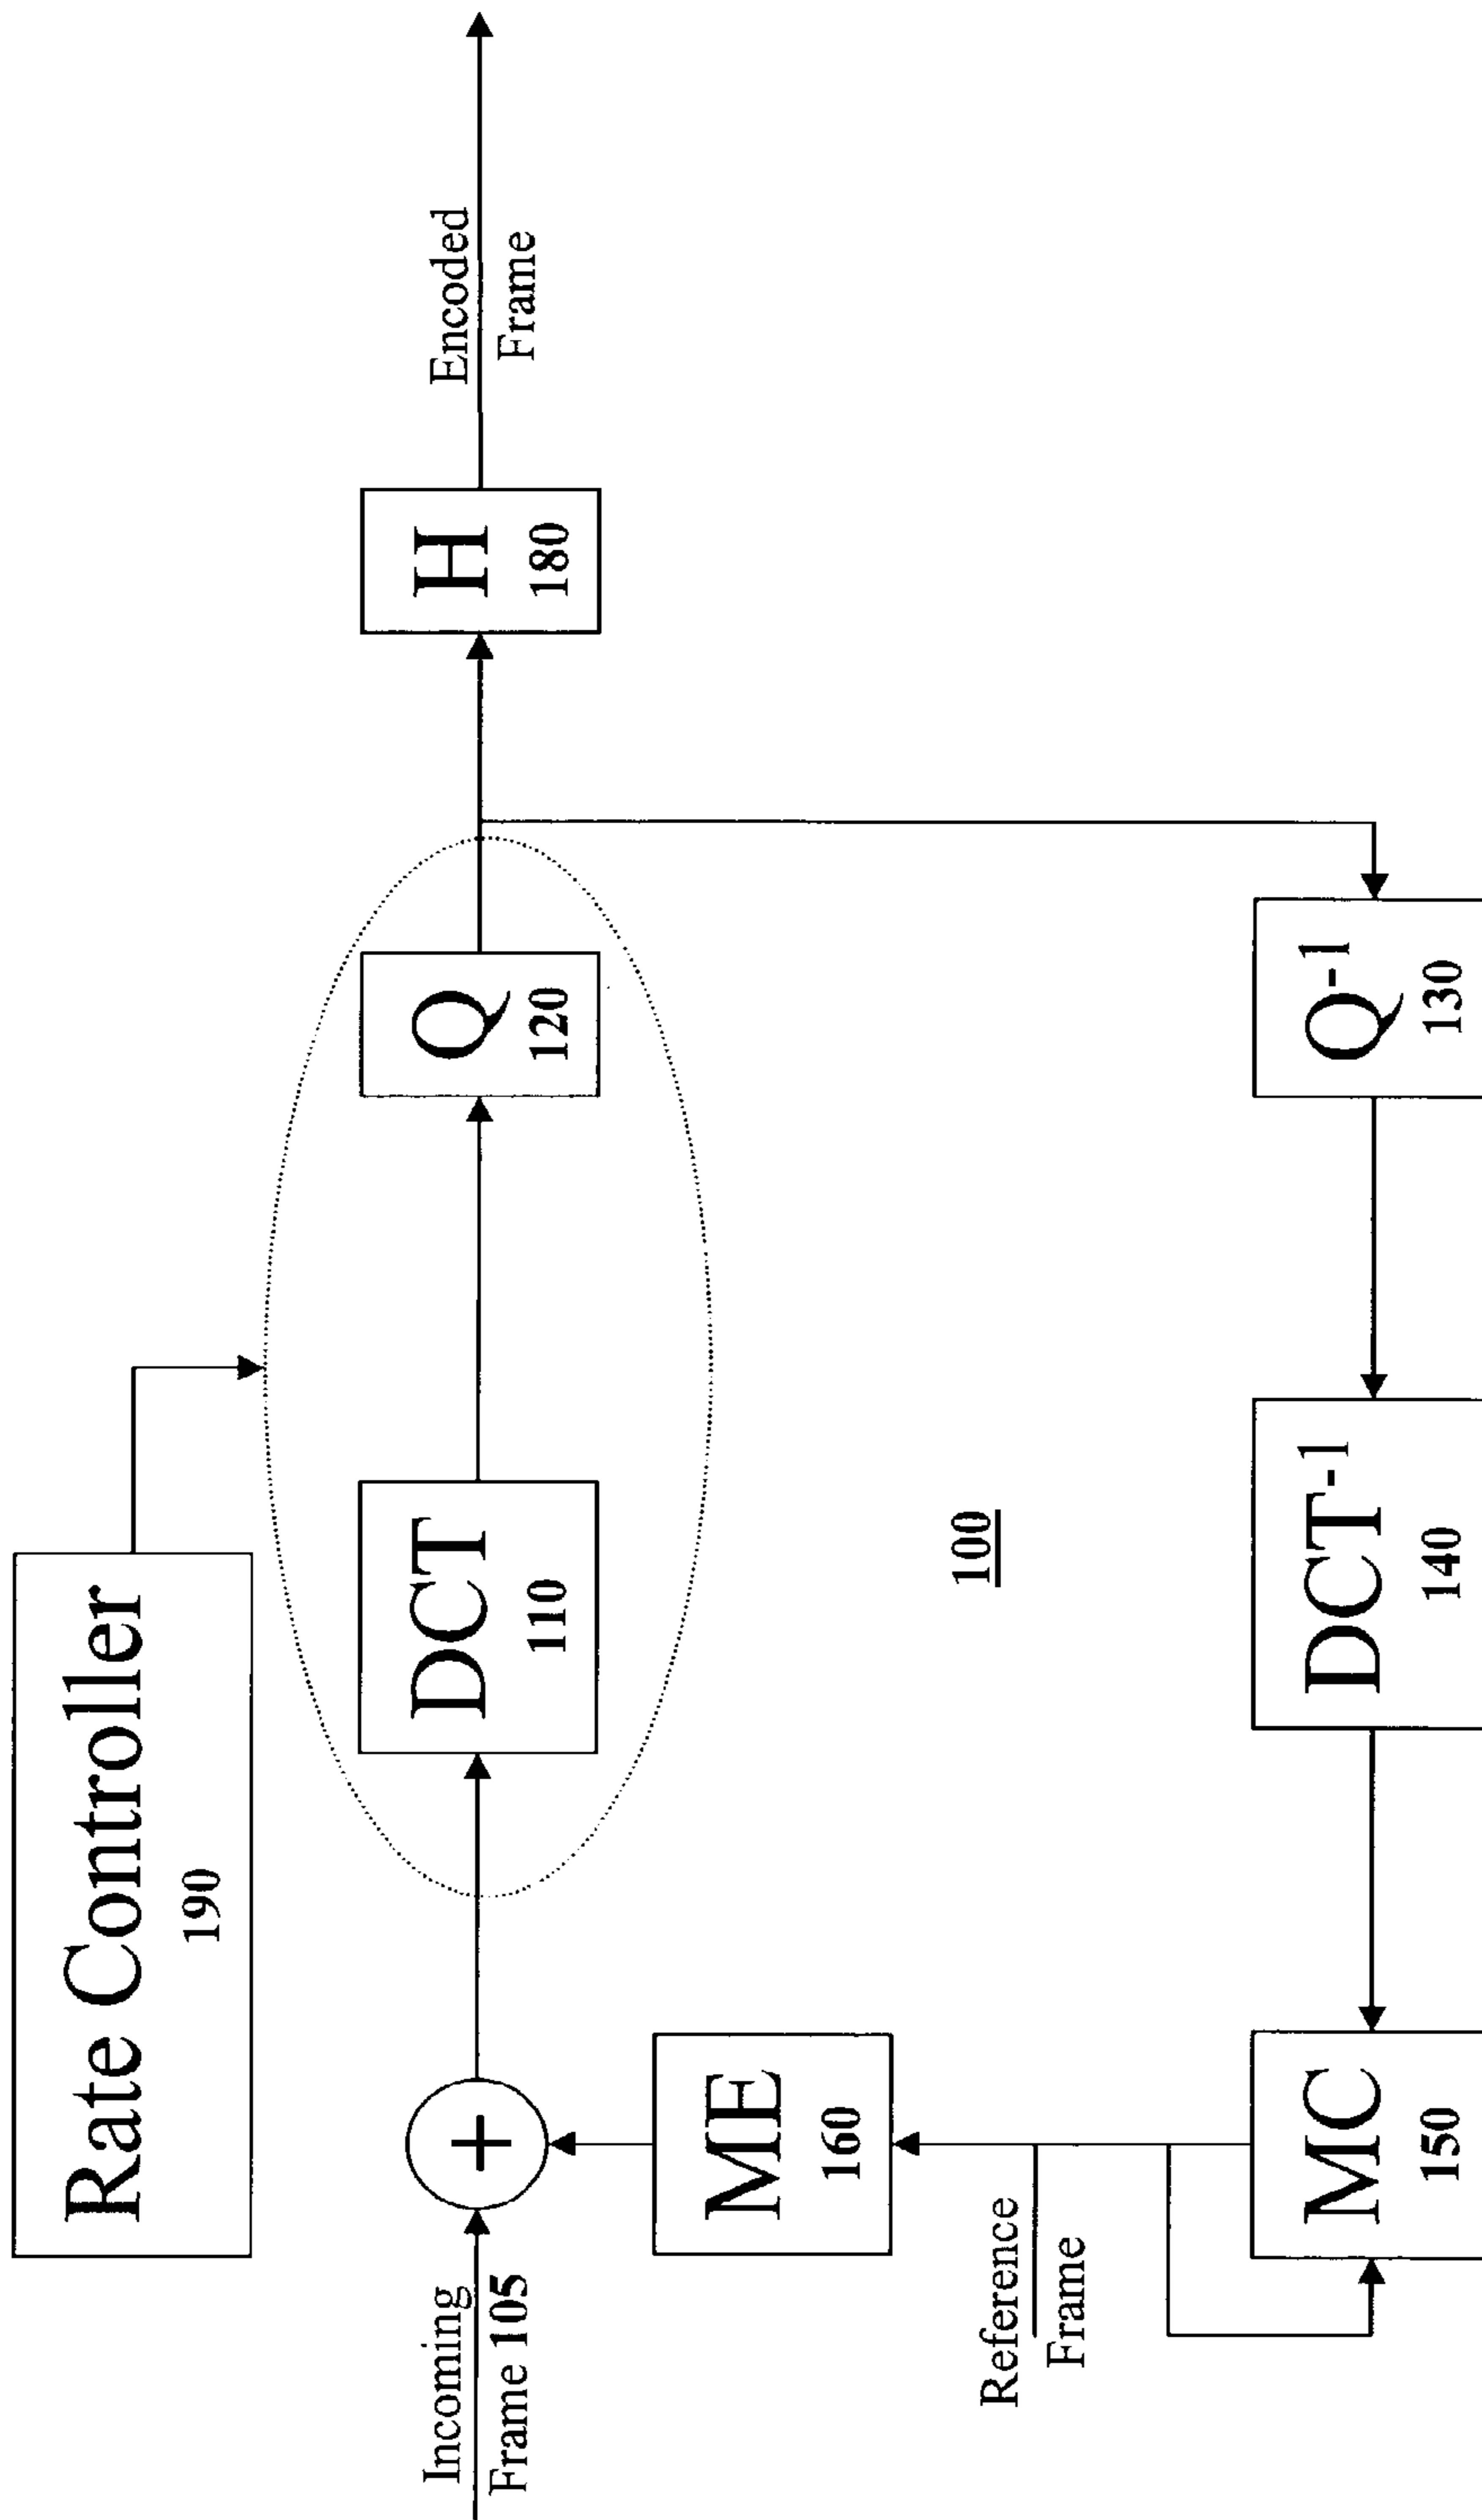 Rate Controller
190
Incoming
Frame 105
+
DCT
110
Q
120
H
180
Encoded
Frame
ME
160
100
Reference
Frame
MC
150
DCT-1
140
Q-1
130